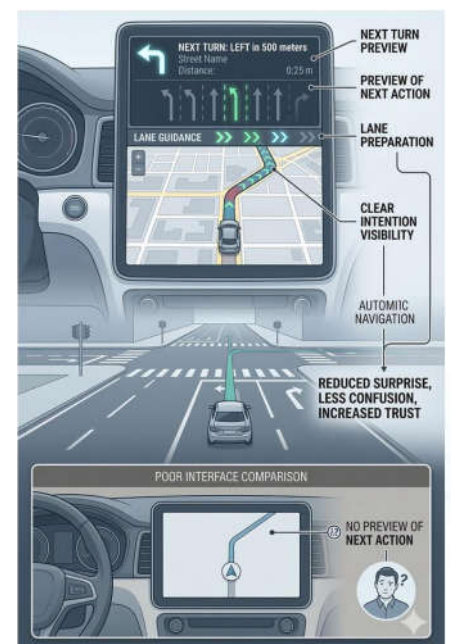 NEXT TURN: LEFT in 500 meters
Street Name
Distance: 0:25 m
LANE GUIDANCE
+
NEXT TURN
PREVIEW
PREVIEW OF
NEXT ACTION
LANE
PREPARATION
CLEAR
INTENTION
VISIBILITY
AUTOMIIC
NAVIGATION
REDUCED SURPRISE,
LESS CONFUSION,
INCREASED TRUST
POOR INTERFACE COMPARISON
NO PREVIEW OF
NEXT ACTION
?